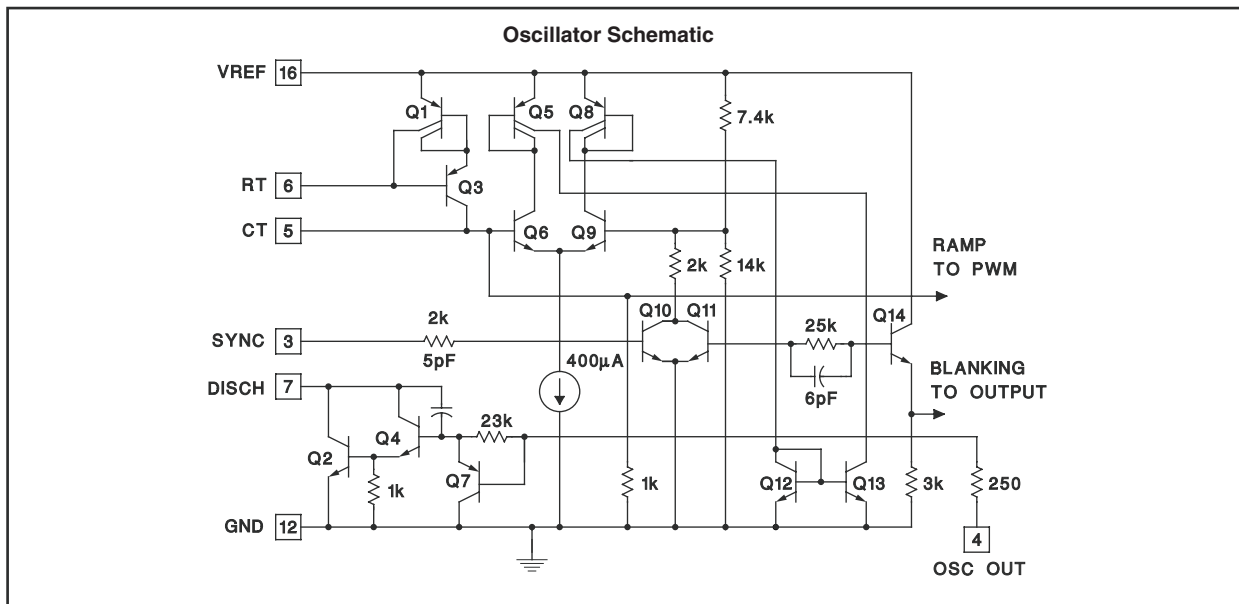 Oscillator Schematic
VREF 16
Q1
Q5
Q8
7.4k
RT 6
Q3
CT 5
Q6
Q9
2k
14k
RAMP
TO PWM
Q10
Q11
Q14
2k
25k
SYNC 3
5pF
400µA
6pF
BLANKING
TO OUTPUT
DISCH 7
23k
Q4
Q2
Q7
1k
1k
Q12
Q13
3k
250
GND 12
4
OSC OUT